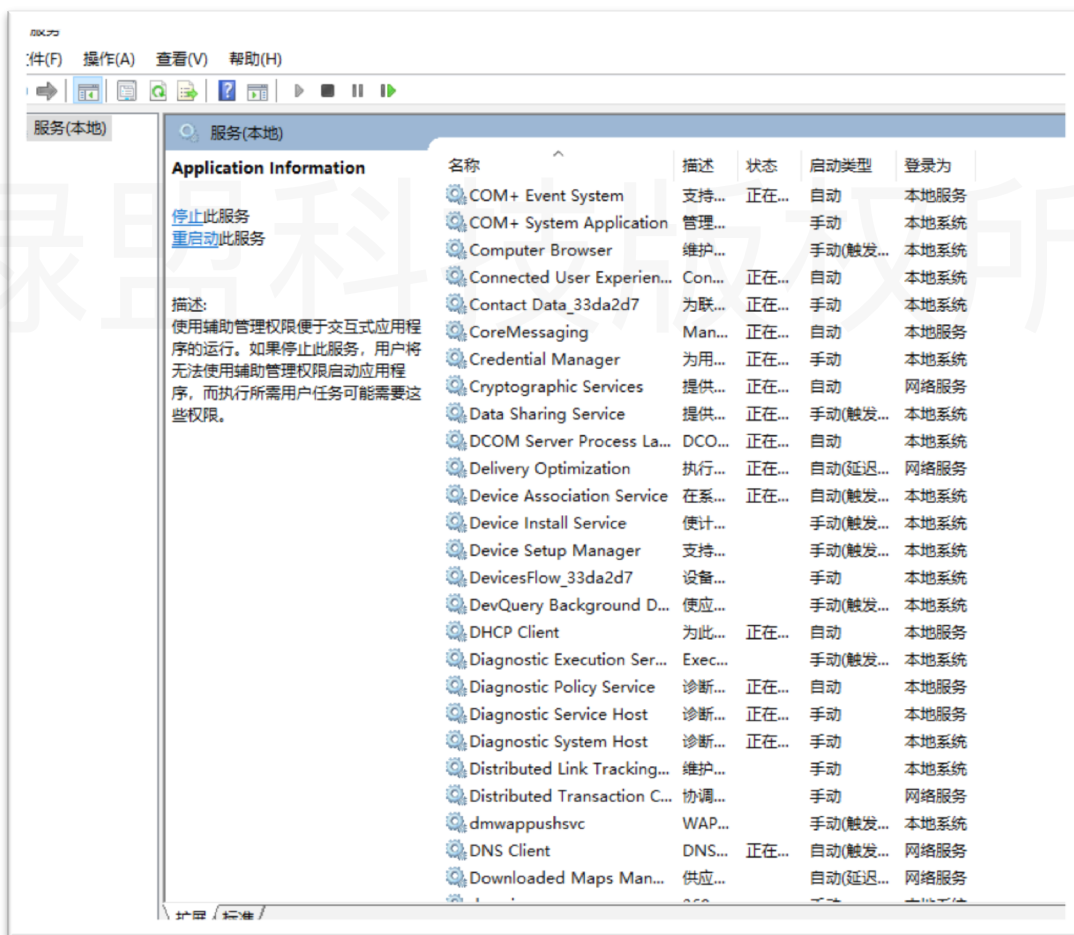 服务
件(F) 操作(A) 查看(V) 帮助(H)
服务(本地)
服务(本地)
Application Information
停止此服务
重启动此服务
描述:
使用辅助管理权限便于交互式应用程
序的运行。如果停止此服务，用户将
无法使用辅助管理权限启动应用程
序，而执行所需用户任务可能需要这
些权限。
名称 描述 状态 启动类型 登录为
COM+ Event System 支持... 正在... 自动 本地服务
COM+ System Application 管理... 手动 本地系统
Computer Browser 维护... 手动(触发... 本地系统
Connected User Experien... Con... 正在... 自动 本地系统
Contact Data_33da2d7 为联... 正在... 手动 本地系统
CoreMessaging Man... 正在... 自动 本地服务
Credential Manager 为用... 正在... 手动 本地系统
Cryptographic Services 提供... 正在... 自动 网络服务
Data Sharing Service 提供... 正在... 手动(触发... 本地系统
DCOM Server Process La... DCO... 正在... 自动 本地系统
Delivery Optimization 执行... 正在... 自动(延迟... 网络服务
Device Association Service 在系... 正在... 自动(触发... 本地系统
Device Install Service 使计... 手动(触发... 本地系统
Device Setup Manager 支持... 手动(触发... 本地系统
DevicesFlow_33da2d7 设备... 手动 本地系统
DevQuery Background D... 使应... 手动(触发... 本地系统
DHCP Client 为此... 正在... 自动 本地服务
Diagnostic Execution Ser... Exec... 手动(触发... 本地系统
Diagnostic Policy Service 诊断... 正在... 自动 本地服务
Diagnostic Service Host 诊断... 正在... 手动 本地服务
Diagnostic System Host 诊断... 正在... 手动 本地系统
Distributed Link Tracking... 维护... 手动 本地系统
Distributed Transaction C... 协调... 手动 网络服务
dmwappushsvc WAP... 手动(触发... 本地系统
DNS Client DNS... 正在... 自动(触发... 网络服务
Downloaded Maps Man... 供应... 自动(延迟... 网络服务
扩展 标准
绿盟科技版权所